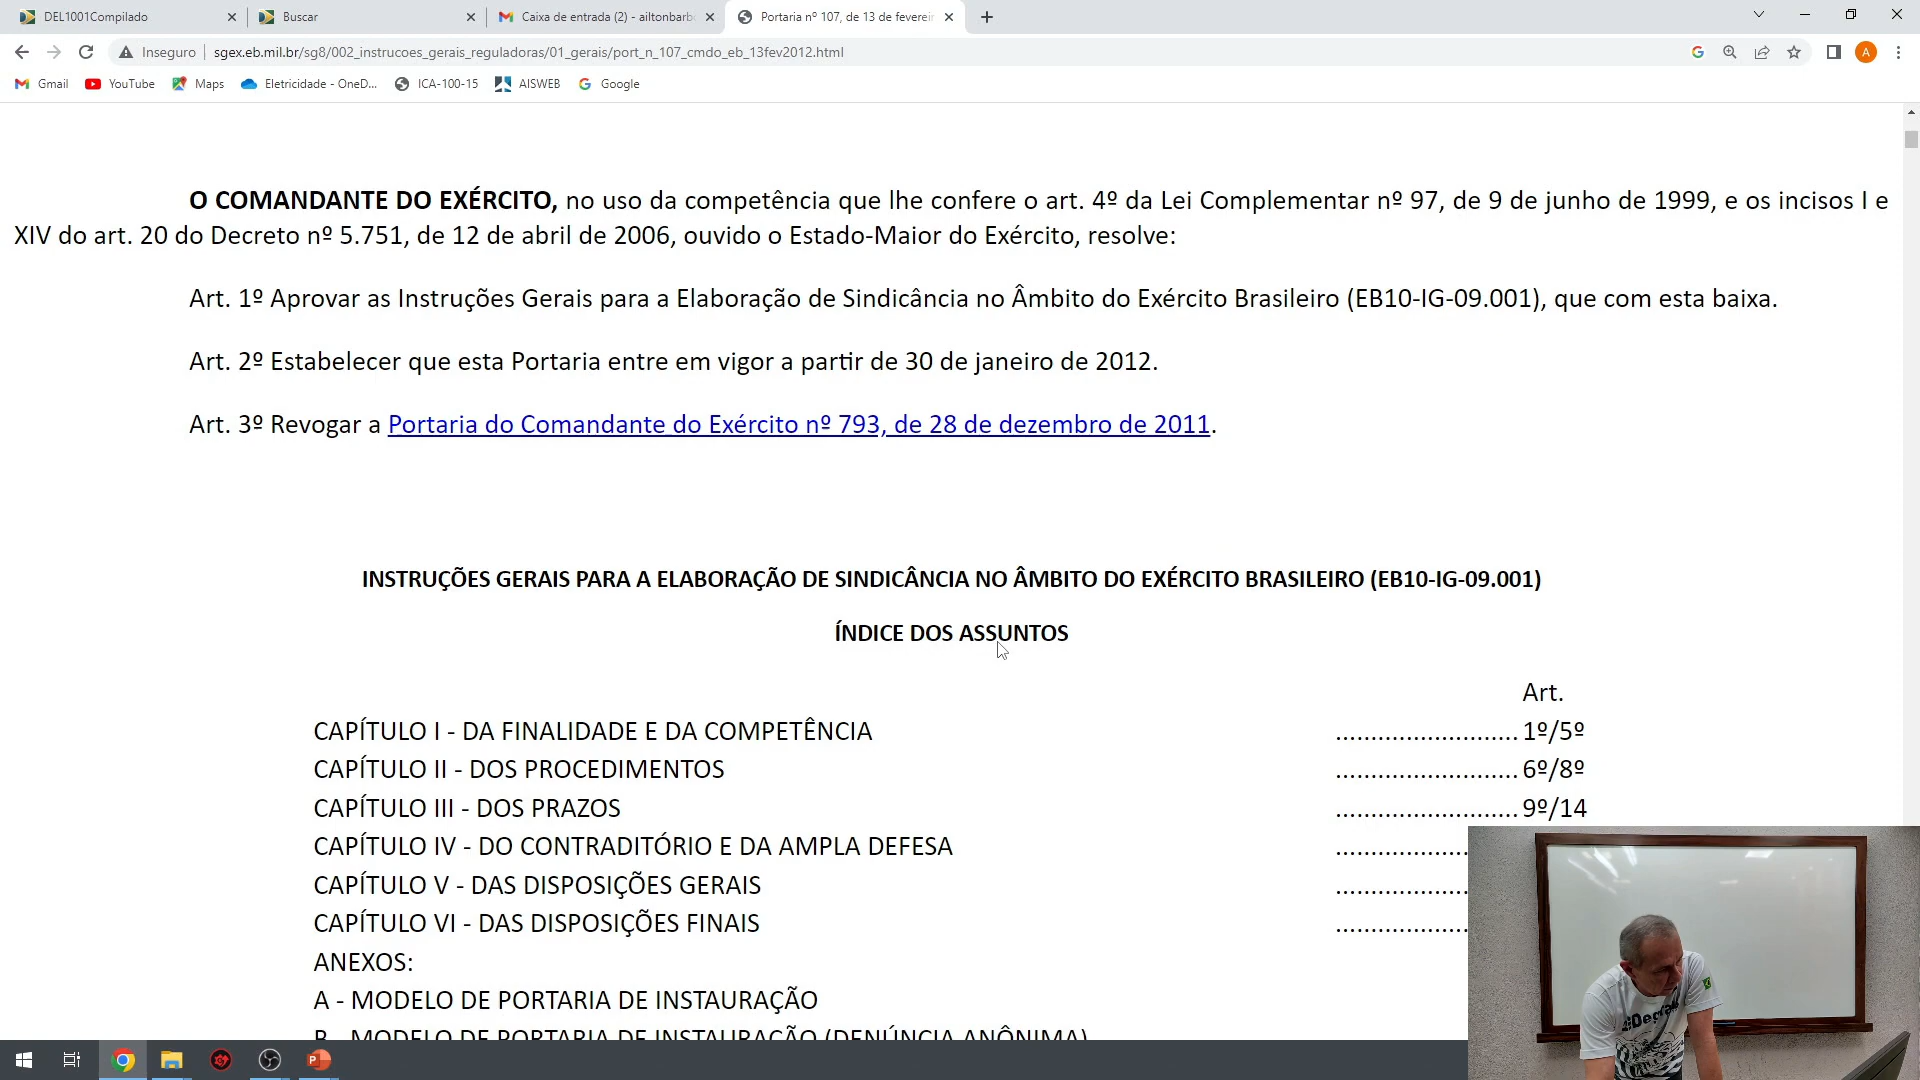 DEL1001Compilado
Buscar
Caixa de entrada (2) - ailtonbarb
Portaria nº 107, de 13 de fevereir
Inseguro
sgex.eb.mil.br/sg8/002_instrucoes_gerais_reguladoras/01_gerais/port_n_107_cmdo_eb_13fev2012.html
A
Gmail
YouTube
Maps
Eletricidade - OneD...
ICA-100-15
AISWEB
Google
O COMANDANTE DO EXÉRCITO, no uso da competência que lhe confere o art. 4º da Lei Complementar nº 97, de 9 de junho de 1999, e os incisos I e
XIV do art. 20 do Decreto nº 5.751, de 12 de abril de 2006, ouvido o Estado-Maior do Exército, resolve:
Art. 1º Aprovar as Instruções Gerais para a Elaboração de Sindicância no Âmbito do Exército Brasileiro (EB10-IG-09.001), que com esta baixa.
Art. 2º Estabelecer que esta Portaria entre em vigor a partir de 30 de janeiro de 2012.
Art. 3º Revogar a Portaria do Comandante do Exército nº 793, de 28 de dezembro de 2011.
INSTRUÇÕES GERAIS PARA A ELABORAÇÃO DE SINDICÂNCIA NO ÂMBITO DO EXÉRCITO BRASILEIRO (EB10-IG-09.001)
ÍNDICE DOS ASSUNTOS
Art.
CAPÍTULO I - DA FINALIDADE E DA COMPETÊNCIA .......................... 1º/5º
CAPÍTULO II - DOS PROCEDIMENTOS .......................... 6º/8º
CAPÍTULO III - DOS PRAZOS .......................... 9º/14
CAPÍTULO IV - DO CONTRADITÓRIO E DA AMPLA DEFESA ...................
CAPÍTULO V - DAS DISPOSIÇÕES GERAIS ...................
CAPÍTULO VI - DAS DISPOSIÇÕES FINAIS ...................
ANEXOS:
A - MODELO DE PORTARIA DE INSTAURAÇÃO
B - MODELO DE PORTARIA DE INSTAURAÇÃO (DENÚNCIA ANÔNIMA)
P